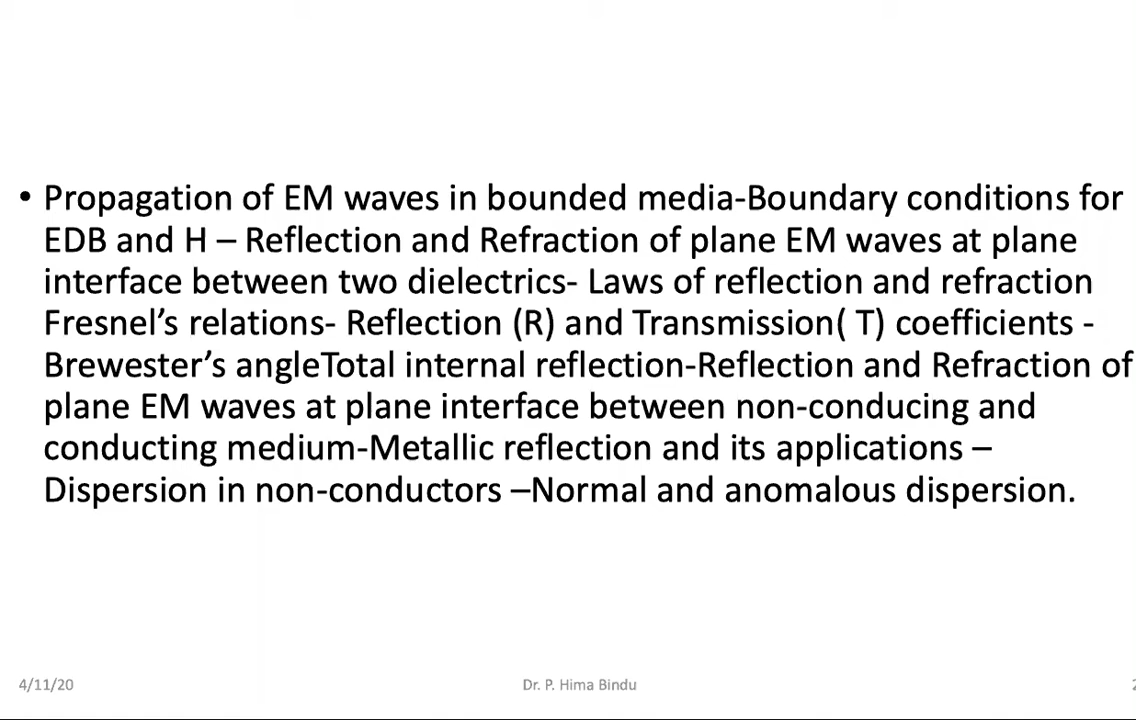 • Propagation of EM waves in bounded media-Boundary conditions for
EDB and H – Reflection and Refraction of plane EM waves at plane
interface between two dielectrics- Laws of reflection and refraction
Fresnel’s relations- Reflection (R) and Transmission( T) coefficients -
Brewester’s angleTotal internal reflection-Reflection and Refraction of
plane EM waves at plane interface between non-conducing and
conducting medium-Metallic reflection and its applications –
Dispersion in non-conductors –Normal and anomalous dispersion.
4/11/20 Dr. P. Hima Bindu